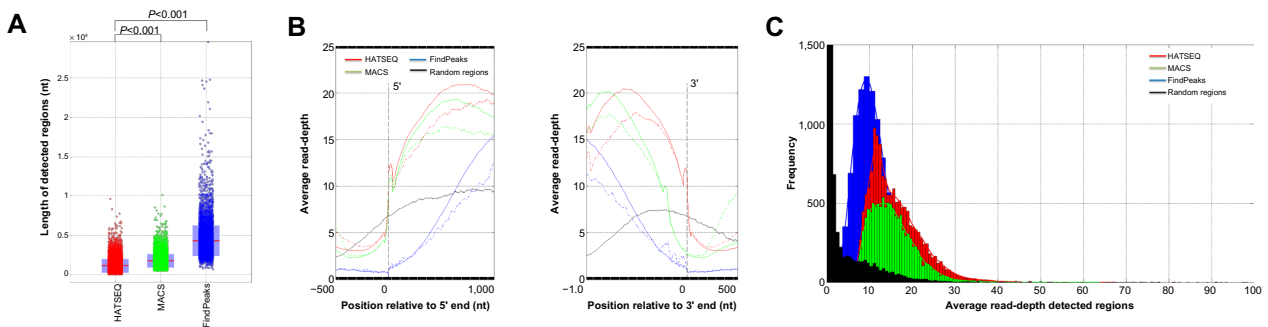 A
P<0.001
P<0.001
× 10⁴
Length of detected regions (nt)
2.5
2
1.5
1
0.5
0
HATSEQ
MACS
FindPeaks
B
Average read-depth
25
20
15
10
5
0
HATSEQ
MACS
FindPeaks
Random regions
5'
−500
0
1,000
Position relative to 5' end (nt)
Average read-depth
25
20
15
10
5
0
3'
−1.0
0
500
Position relative to 3' end (nt)
C
Frequency
1,500
1,000
500
0
HATSEQ
MACS
FindPeaks
Random regions
0 10 20 30 40 50 60 70 80 90 100
Average read-depth detected regions